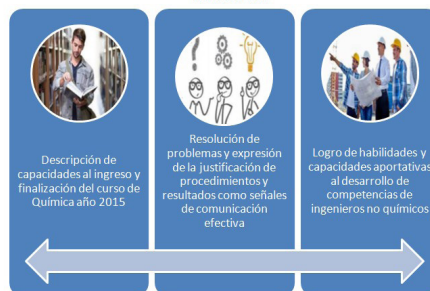 Descripción de
capacidades al ingreso y
finalización del curso de
Química año 2015
Resolución de
problemas y expresión
de la justificación de
procedimientos y
resultados como señales
de comunicación
efectiva
Logro de habilidades y
capacidades aportativas
al desarrollo de
competencias de
ingenieros no químicos